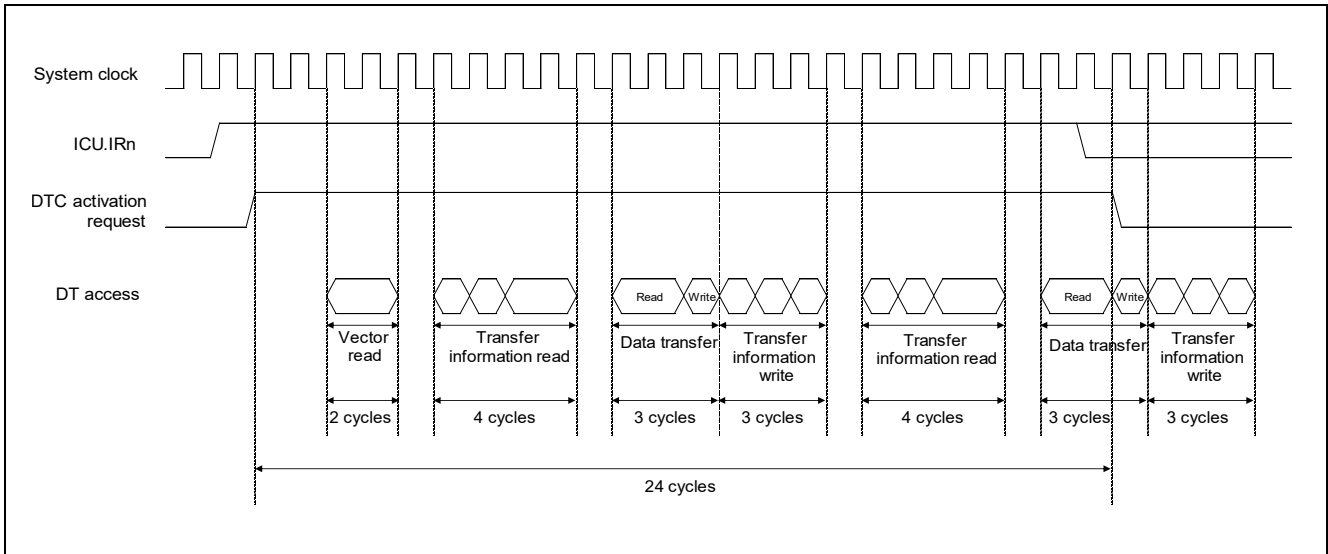 System clock
ICU.IRn
DTC activation
request
DT access
Read
Write
Read
Write
Vector
read
Transfer
information read
Data transfer
Transfer
information
write
Transfer
information read
Data transfer
Transfer
information
write
2 cycles
4 cycles
3 cycles
3 cycles
4 cycles
3 cycles
3 cycles
24 cycles